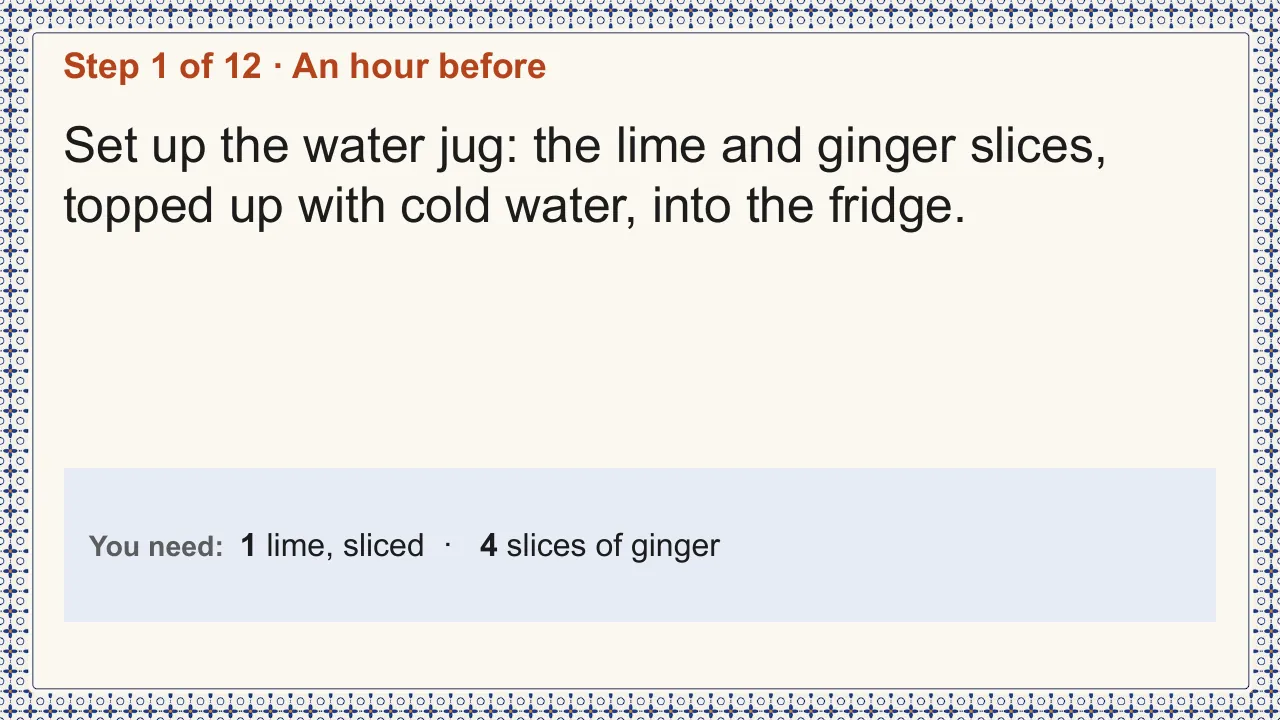 Step 1 of 12 · An hour before
Set up the water jug: the lime and ginger slices,
topped up with cold water, into the fridge.
You need: 1 lime, sliced · 4 slices of ginger